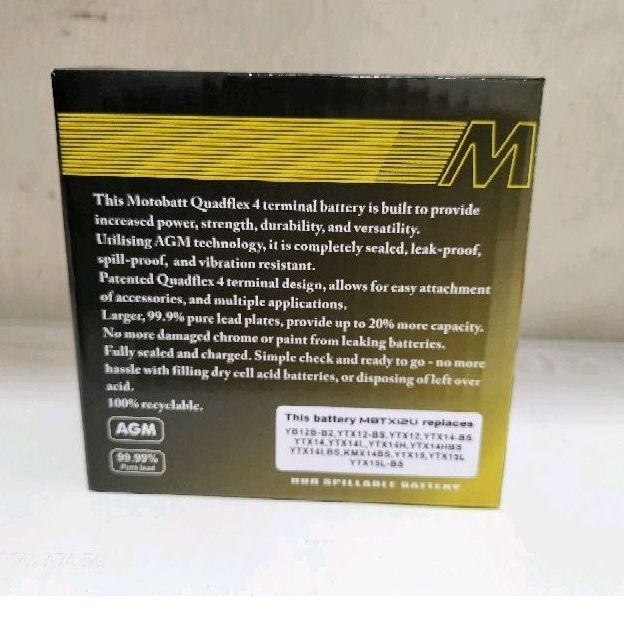 M
This Motobatt Quadflex 4 terminal battery is built to provide
increased power, strength, durability, and versatility.
Utilising AGM technology, it is completely sealed, leak-proof,
spill-proof, and vibration resistant.
Patented Quadflex 4 terminal design, allows for easy attachment
of accessories, and multiple applications.
Larger, 99.9% pure lead plates, provide up to 20% more capacity.
No more damaged chrome or paint from leaking batteries.
Fully sealed and charged. Simple check and ready to go - no more
hassle with filling dry cell acid batteries, or disposing of left over
acid.
100% recyclable.
AGM
99.99%
Pure lead
This battery MBTX12U replaces
YB12B-B2,YTX12-BS,YTX12,YTX14-BS
YTX14,YTX14L,YTX14H,YTX14HBS
YTX14LBS,KMX14BS,YTX15,YTX15L
YTX15L-BS
SPILLABLE BATTERY